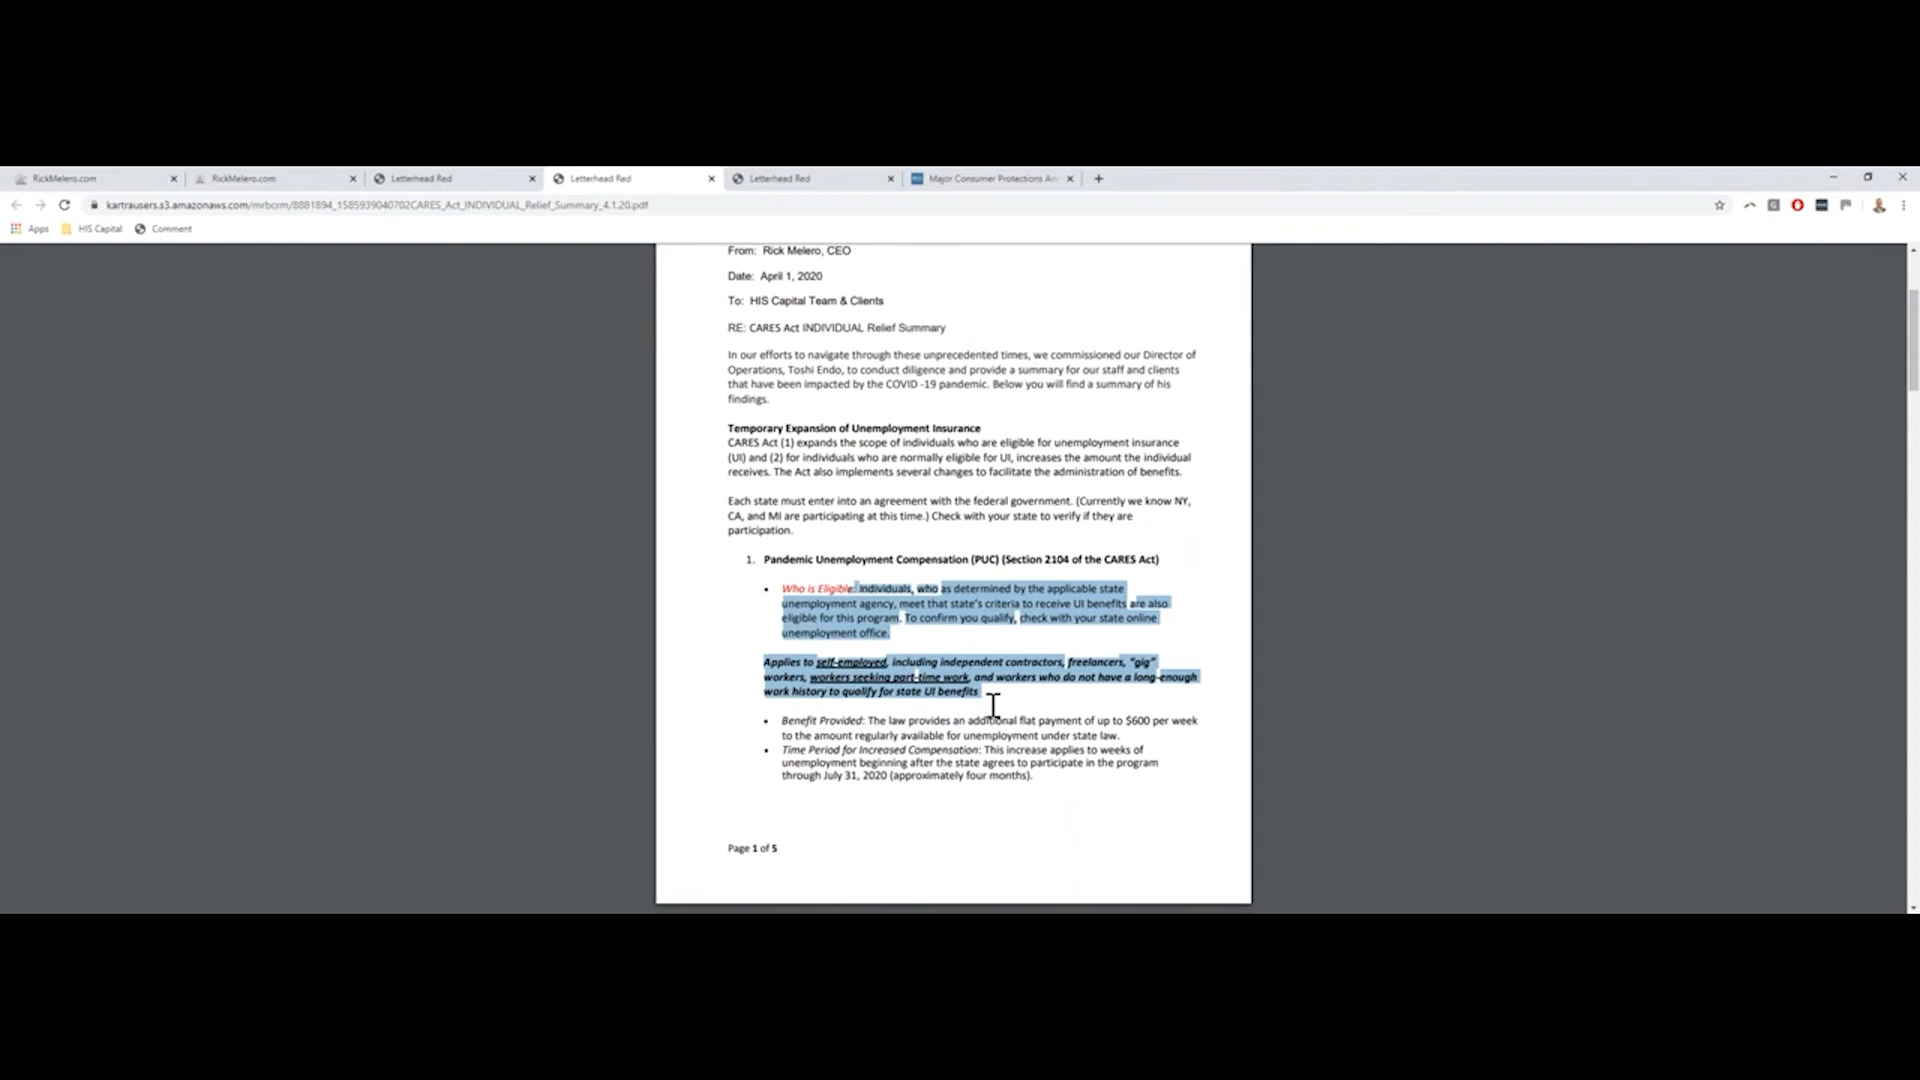 RickMelero.com
RickMelero.com
Letterhead Red
Letterhead Red
Letterhead Red
Major Consumer Protections An
kartrausers.s3.amazonaws.com/mrbcrm/8881894_1585939040702CARES_Act_INDIVIDUAL_Relief_Summary_4.1.20.pdf
Apps HIS Capital Comment
From: Rick Melero, CEO
Date: April 1, 2020
To: HIS Capital Team & Clients
RE: CARES Act INDIVIDUAL Relief Summary
In our efforts to navigate through these unprecedented times, we commissioned our Director of
Operations, Toshi Endo, to conduct diligence and provide a summary for our staff and clients
that have been impacted by the COVID -19 pandemic. Below you will find a summary of his
findings.
Temporary Expansion of Unemployment Insurance
CARES Act (1) expands the scope of individuals who are eligible for unemployment insurance
(UI) and (2) for individuals who are normally eligible for UI, increases the amount the individual
receives. The Act also implements several changes to facilitate the administration of benefits.
Each state must enter into an agreement with the federal government. (Currently we know NY,
CA, and MI are participating at this time.) Check with your state to verify if they are
participation.
1. Pandemic Unemployment Compensation (PUC) (Section 2104 of the CARES Act)
• Who is Eligible: Individuals, who as determined by the applicable state
unemployment agency, meet that state's criteria to receive UI benefits are also
eligible for this program. To confirm you qualify, check with your state online
unemployment office.
Applies to self-employed, including independent contractors, freelancers, "gig"
workers, workers seeking part-time work, and workers who do not have a long-enough
work history to qualify for state UI benefits
• Benefit Provided: The law provides an additional flat payment of up to $600 per week
to the amount regularly available for unemployment under state law.
• Time Period for Increased Compensation: This increase applies to weeks of
unemployment beginning after the state agrees to participate in the program
through July 31, 2020 (approximately four months).
Page 1 of 5